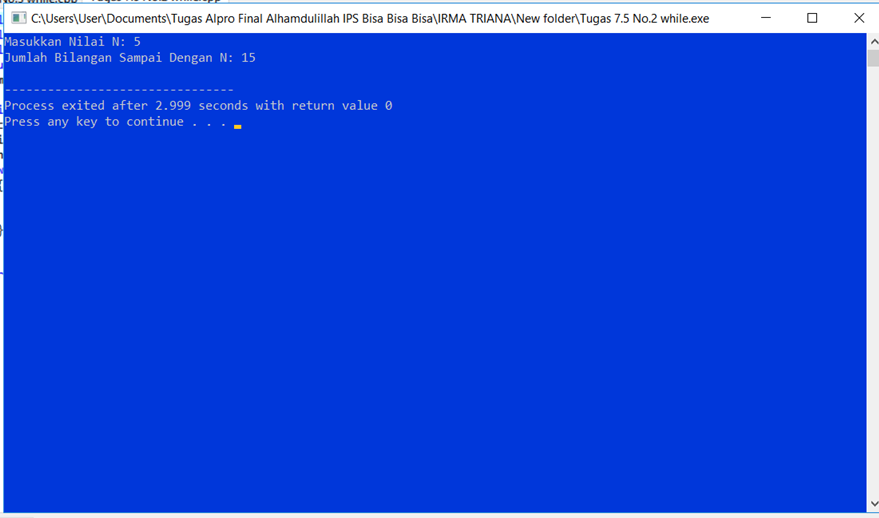 C:\Users\User\Documents\Tugas Alpro Final Alhamdulillah IPS Bisa Bisa Bisa\IRMA TRIANA\New folder\Tugas 7.5 No.2 while.exe
Masukkan Nilai N: 5
Jumlah Bilangan Sampai Dengan N: 15
--------------------------------
Process exited after 2.999 seconds with return value 0
Press any key to continue . . .